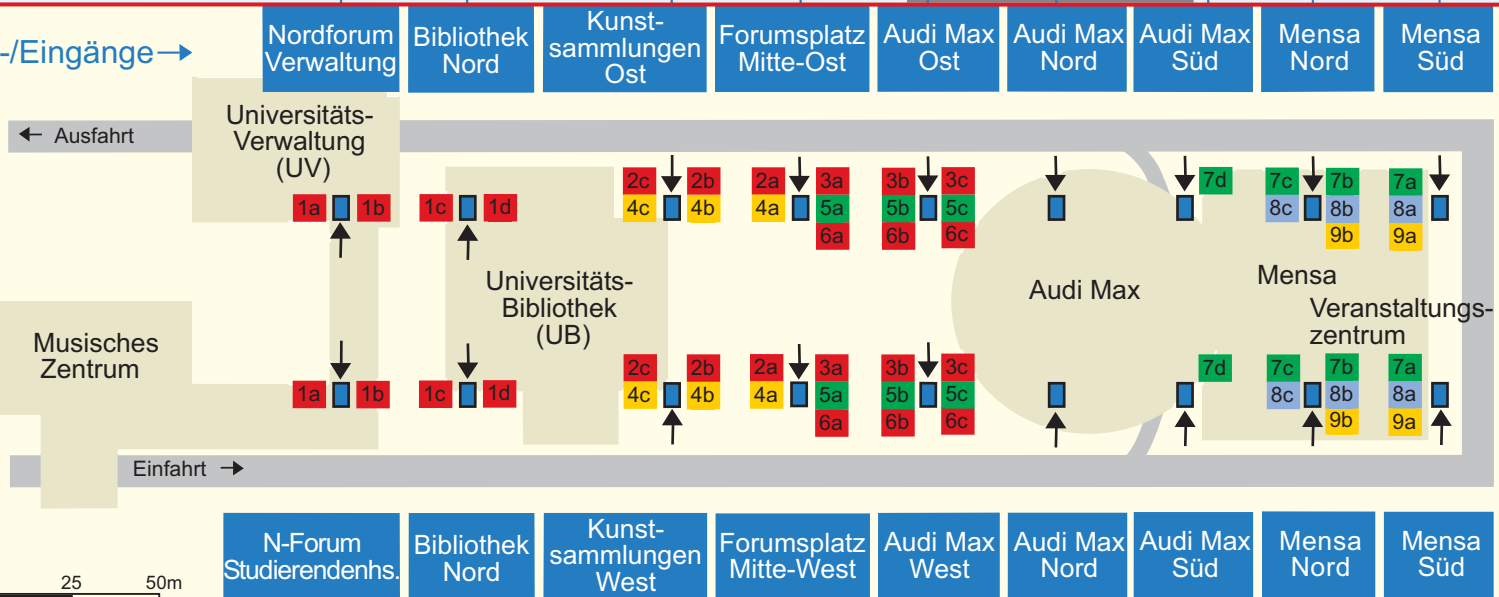 -/Eingänge
Nordforum
Verwaltung
Bibliothek
Nord
Kunst-
sammlungen
Ost
Forumsplatz
Mitte-Ost
Audi Max
Ost
Audi Max
Nord
Audi Max
Süd
Mensa
Nord
Mensa
Süd
Ausfahrt
Universitäts-
Verwaltung
(UV)
1a 1b 1c 1d
2c 2b 2a 3a 3b 3c 7d 7c 7b 7a
4c 4b 4a 5a 5b 5c 8c 8b 8a
6a 6b 6c 9b 9a
Universitäts-
Bibliothek
(UB)
Audi Max
Mensa
Veranstaltungs-
zentrum
Musisches
Zentrum
2c 2b 2a 3a 3b 3c 7d 7c 7b 7a
1a 1b 1c 1d 4c 4b 4a 5a 5b 5c 8c 8b 8a
6a 6b 6c 9b 9a
Einfahrt
N-Forum
Studierendenhs.
Bibliothek
Nord
Kunst-
sammlungen
West
Forumsplatz
Mitte-West
Audi Max
West
Audi Max
Nord
Audi Max
Süd
Mensa
Nord
Mensa
Süd
25 50m